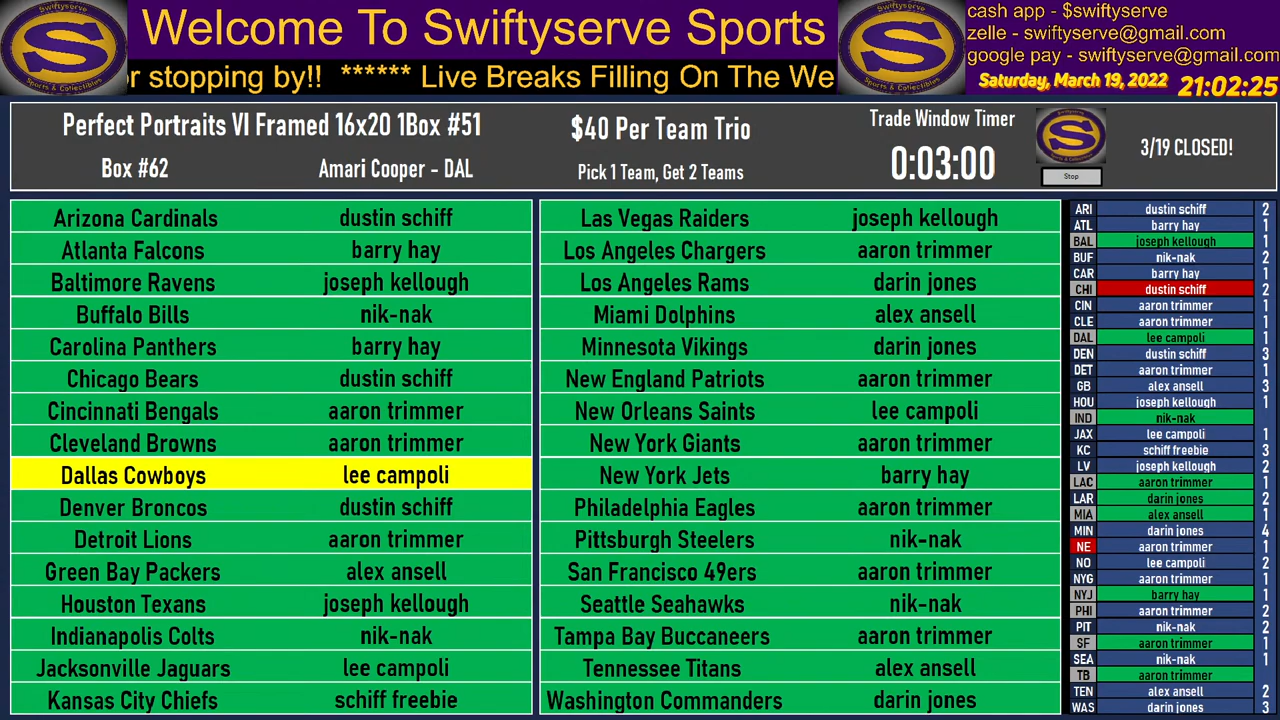 Welcome To Swiftyserve Sports
or stopping by!! ****** Live Breaks Filling On The We
S
Sports & Collectibles
S
Sports & Collectibles
cash app - $swiftyserve
zelle - swiftyserve@gmail.com
google pay - swiftyserve@gmail.com
Saturday, March 19, 2022 21:02:25
Perfect Portraits VI Framed 16x20 1Box #51
Box #62 Amari Cooper - DAL
$40 Per Team Trio
Pick 1 Team, Get 2 Teams
Trade Window Timer
0:03:00
S
Stop
3/19 CLOSED!
Arizona Cardinals dustin schiff
Atlanta Falcons barry hay
Baltimore Ravens joseph kellough
Buffalo Bills nik-nak
Carolina Panthers barry hay
Chicago Bears dustin schiff
Cincinnati Bengals aaron trimmer
Cleveland Browns aaron trimmer
Dallas Cowboys lee campoli
Denver Broncos dustin schiff
Detroit Lions aaron trimmer
Green Bay Packers alex ansell
Houston Texans joseph kellough
Indianapolis Colts nik-nak
Jacksonville Jaguars lee campoli
Kansas City Chiefs schiff freebie
Las Vegas Raiders joseph kellough
Los Angeles Chargers aaron trimmer
Los Angeles Rams darin jones
Miami Dolphins alex ansell
Minnesota Vikings darin jones
New England Patriots aaron trimmer
New Orleans Saints lee campoli
New York Giants aaron trimmer
New York Jets barry hay
Philadelphia Eagles aaron trimmer
Pittsburgh Steelers nik-nak
San Francisco 49ers aaron trimmer
Seattle Seahawks nik-nak
Tampa Bay Buccaneers aaron trimmer
Tennessee Titans alex ansell
Washington Commanders darin jones
ARI dustin schiff 2
ATL barry hay 1
BAL joseph kellough 1
BUF nik-nak 2
CAR barry hay 1
CHI dustin schiff 2
CIN aaron trimmer 1
CLE aaron trimmer 1
DAL lee campoli 1
DEN dustin schiff 3
DET aaron trimmer 1
GB alex ansell 3
HOU joseph kellough 1
IND nik-nak
JAX lee campoli 1
KC schiff freebie 3
LV joseph kellough 2
LAC aaron trimmer 1
LAR darin jones 2
MIA alex ansell 1
MIN darin jones 4
NE aaron trimmer 1
NO lee campoli 2
NYG aaron trimmer 1
NYJ barry hay 1
PHI aaron trimmer 2
PIT nik-nak 2
SF aaron trimmer 1
SEA nik-nak 1
TB aaron trimmer
TEN alex ansell 2
WAS darin jones 3